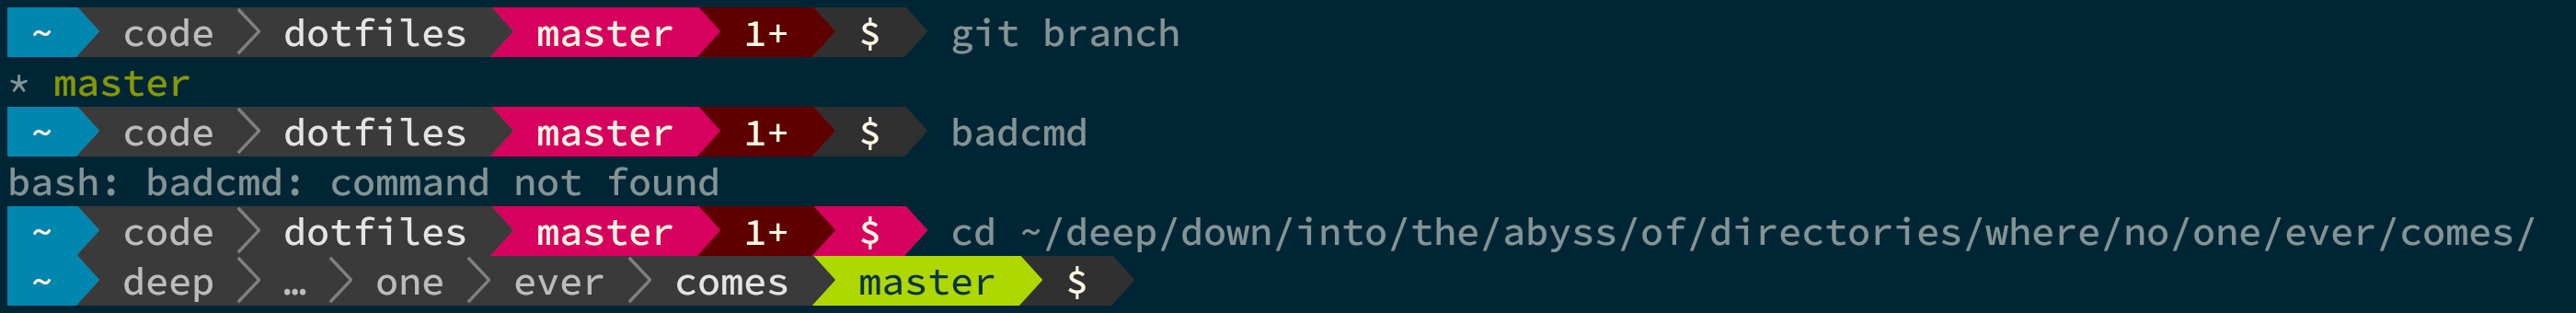 ~ code dotfiles master 1+ $ git branch
* master
~ code dotfiles master 1+ $ badcmd
bash: badcmd: command not found
~ code dotfiles master 1+ $ cd ~/deep/down/into/the/abyss/of/directories/where/no/one/ever/comes/
~ deep … one ever comes master $